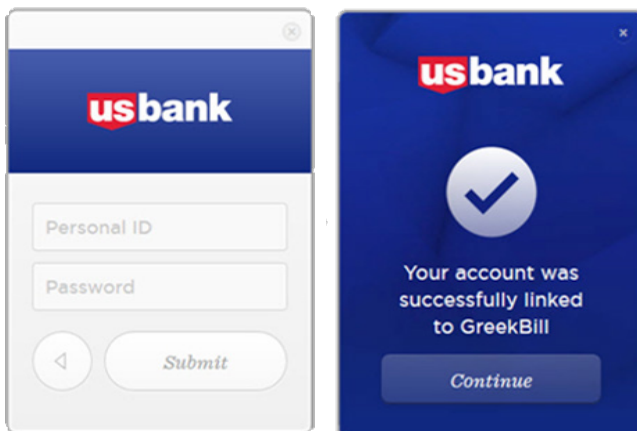 usbank
Personal ID
Password
Submit
usbank
Your account was
successfully linked
to GreekBill
Continue